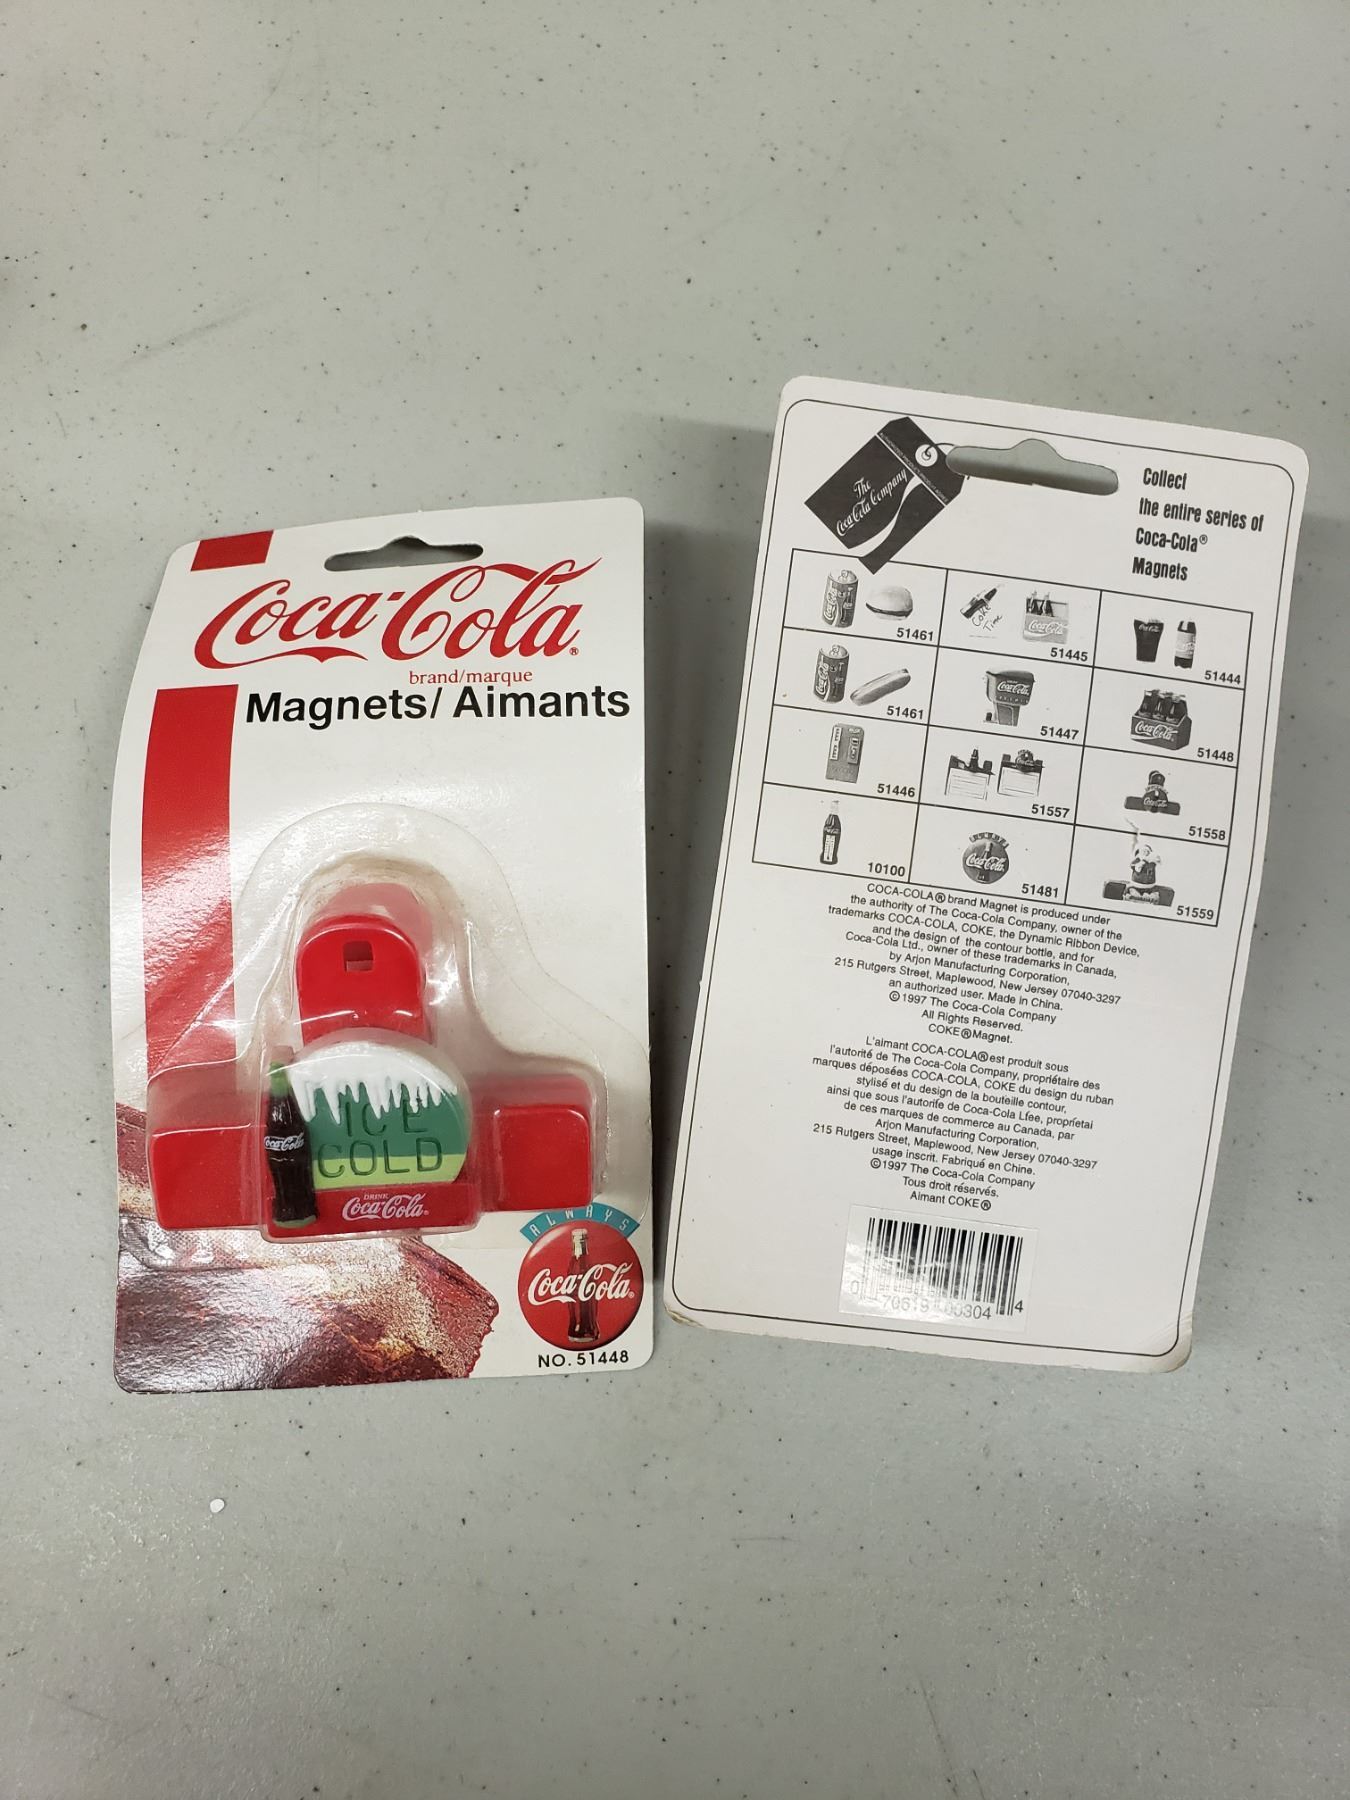 Coca-Cola®
brand/marque
Magnets/ Aimants
ICE
COLD
Coca-Cola
DRINK
Coca-Cola®
ALWAYS
Coca-Cola®
NO. 51448
The
Coca-Cola Company
Collect
the entire series of
Coca-Cola®
Magnets
51461
51445
51444
51461
51447
51448
51446
51557
51558
10100
51481
51559
COCA-COLA® brand Magnet is produced under
the authority of The Coca-Cola Company, owner of the
trademarks COCA-COLA, COKE, the Dynamic Ribbon Device,
and the design of the contour bottle, and for
Coca-Cola Ltd., owner of these trademarks in Canada,
by Arjon Manufacturing Corporation,
215 Rutgers Street, Maplewood, New Jersey 07040-3297
an authorized user. Made in China.
©1997 The Coca-Cola Company
All Rights Reserved.
COKE®Magnet.
L'aimant COCA-COLA®est produit sous
l'autorité de The Coca-Cola Company, propriétaire des
marques déposées COCA-COLA, COKE du design du ruban
stylisé et du design de la bouteille contour,
ainsi que sous l'autorife de Coca-Cola Lfee, propriétai
de ces marques de commerce au Canada, par
Arjon Manufacturing Corporation,
215 Rutgers Street, Maplewood, New Jersey 07040-3297
usage inscrit. Fabriqué en Chine.
©1997 The Coca-Cola Company
Tous droit réservés.
Aimant COKE®
0 70619 00304 4